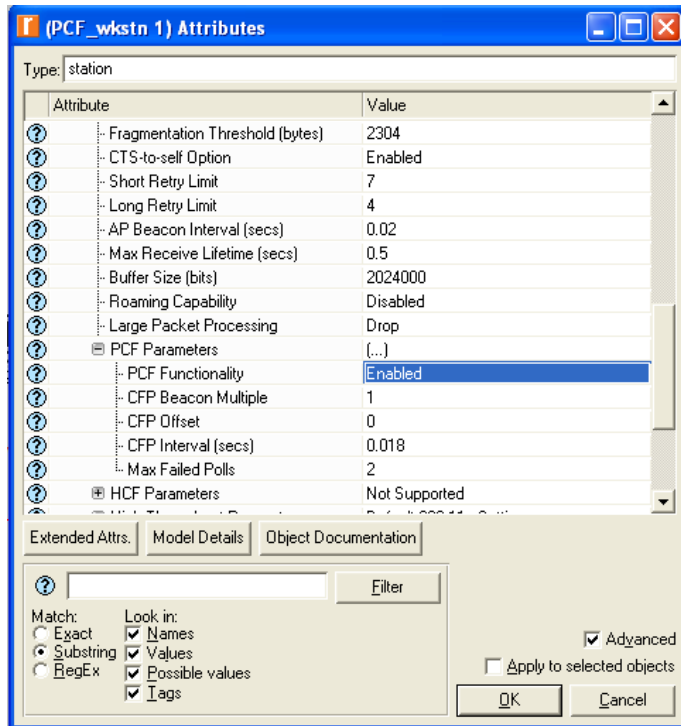 (PCF_wkstn 1) Attributes
Type: station
Attribute Value
Fragmentation Threshold (bytes) 2304
CTS-to-self Option Enabled
Short Retry Limit 7
Long Retry Limit 4
AP Beacon Interval (secs) 0.02
Max Receive Lifetime (secs) 0.5
Buffer Size (bits) 2024000
Roaming Capability Disabled
Large Packet Processing Drop
PCF Parameters (...)
PCF Functionality Enabled
CFP Beacon Multiple 1
CFP Offset 0
CFP Interval (secs) 0.018
Max Failed Polls 2
HCF Parameters Not Supported
Extended Attrs. Model Details Object Documentation
Filter
Match: Look in:
Exact Names
Substring Values
RegEx Possible values
Tags
Advanced
Apply to selected objects
OK Cancel